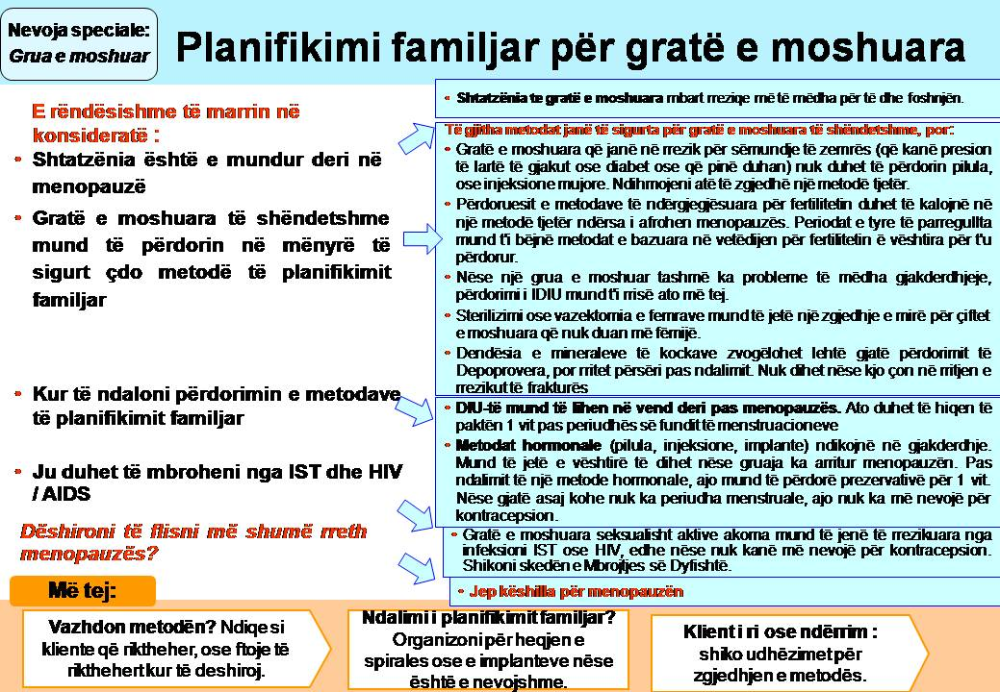 Nevoja speciale:
Grua e moshuar
Planifikimi familjar për gratë e moshuara
E rëndësishme të marrin në
konsideratë :
• Shtatzënia është e mundur deri në
menopauzë
• Gratë e moshuara të shëndetshme
mund të përdorin në mënyrë të
sigurt çdo metodë të planifikimit
familjar
• Kur të ndaloni përdorimin e metodave
të planifikimit familjar
• Ju duhet të mbroheni nga IST dhe HIV
/ AIDS
Dëshironi të flisni më shumë rreth
menopauzës?
• Shtatzënia te gratë e moshuara mbart rreziqe më të mëdha për të dhe foshnjën.
Të gjitha metodat janë të sigurta për gratë e moshuara të shëndetshme, por:
• Gratë e moshuara që janë në rrezik për sëmundje të zemrës (që kanë presion
të lartë të gjakut ose diabet ose që pinë duhan) nuk duhet të përdorin pilula,
ose injeksione mujore. Ndihmojeni atë të zgjedhë një metodë tjetër.
• Përdoruesit e metodave të ndërgjegjësuara për fertilitetin duhet të kalojnë në
një metodë tjetër ndërsa i afrohen menopauzës. Periodat e tyre të parregullta
mund t'i bëjnë metodat e bazuara në vetëdijen për fertilitetin ë vështira për t'u
përdorur.
• Nëse një grua e moshuar tashmë ka probleme të mëdha gjakderdhjeje,
përdorimi i IDIU mund t'i rrisë ato më tej.
• Sterilizimi ose vazektomia e femrave mund të jetë një zgjedhje e mirë për çiftet
e moshuara që nuk duan më fëmijë.
• Dendësia e mineraleve të kockave zvogëlohet lehtë gjatë përdorimit të
Depoprovera, por rritet përsëri pas ndalimit. Nuk dihet nëse kjo çon në rritjen e
rrezikut të frakturës
• DIU-të mund të lihen në vend deri pas menopauzës. Ato duhet të hiqen të
paktën 1 vit pas periudhës së fundit të menstruacioneve
• Metodat hormonale (pilula, injeksione, implante) ndikojnë në gjakderdhje.
Mund të jetë e vështirë të dihet nëse gruaja ka arritur menopauzën. Pas
ndalimit të një metode hormonale, ajo mund të përdorë prezervativë për 1 vit.
Nëse gjatë asaj kohe nuk ka periudha menstruale, ajo nuk ka më nevojë për
kontracepsion.
• Gratë e moshuara seksualisht aktive akoma mund të jenë të rrezikuara nga
infeksioni IST ose HIV, edhe nëse nuk kanë më nevojë për kontracepsion.
Shikoni skedën e Mbrojtjes së Dyfishtë.
• Jep këshilla për menopauzën
Më tej:
Vazhdon metodën? Ndiqe si
kliente që riktheher, ose ftoje të
rikthehert kur të deshiroj.
Ndalimi i planifikimit familjar?
Organizoni për heqjen e
spirales ose e implanteve nëse
është e nevojshme.
Klient i ri ose ndërrim :
shiko udhëzimet për
zgjedhjen e metodës.